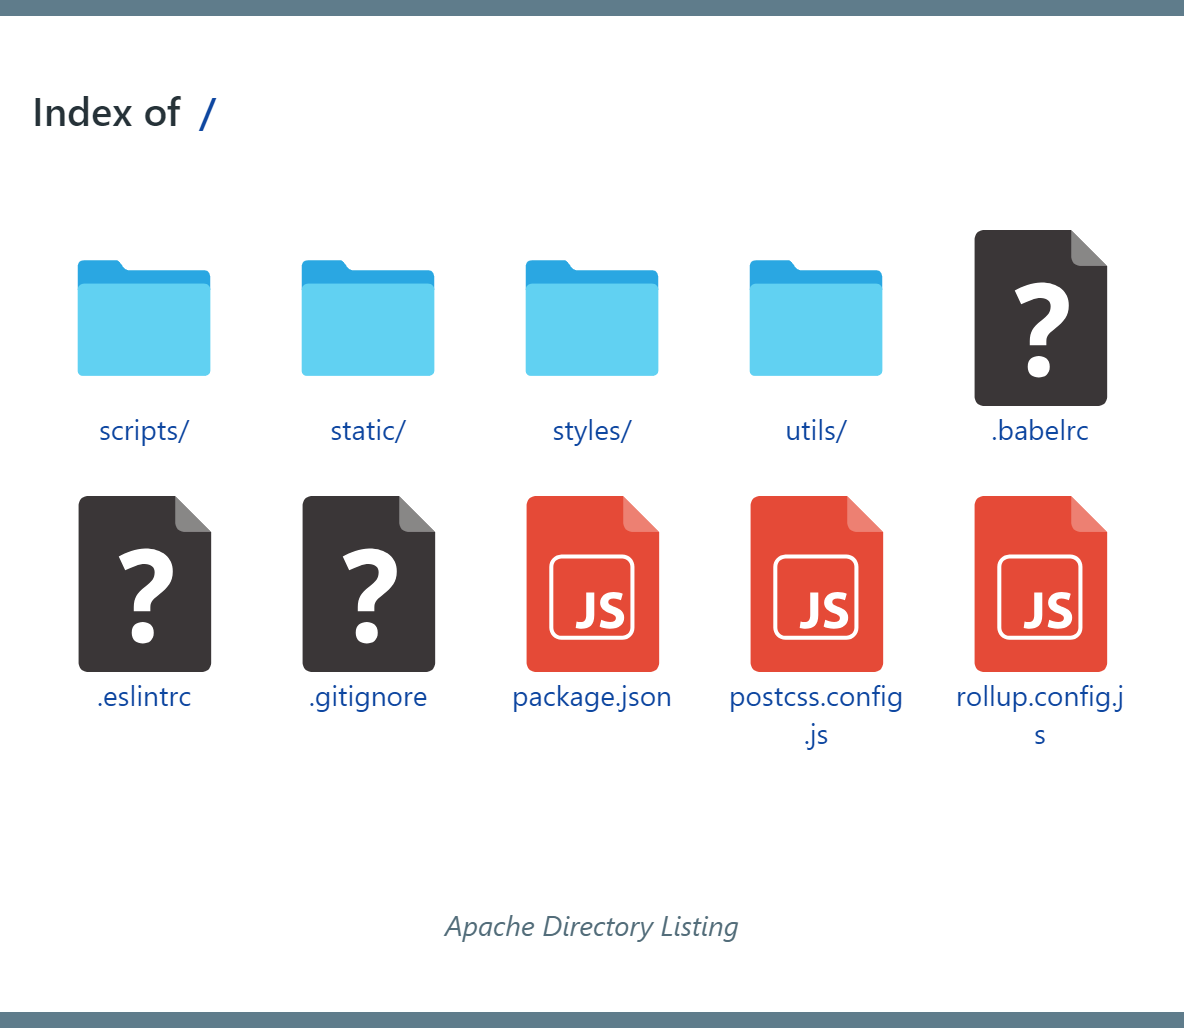 Index of /
scripts/
static/
styles/
utils/
?
.babelrc
?
.eslintrc
?
.gitignore
JS
package.json
JS
postcss.config
.js
JS
rollup.config.j
s
Apache Directory Listing